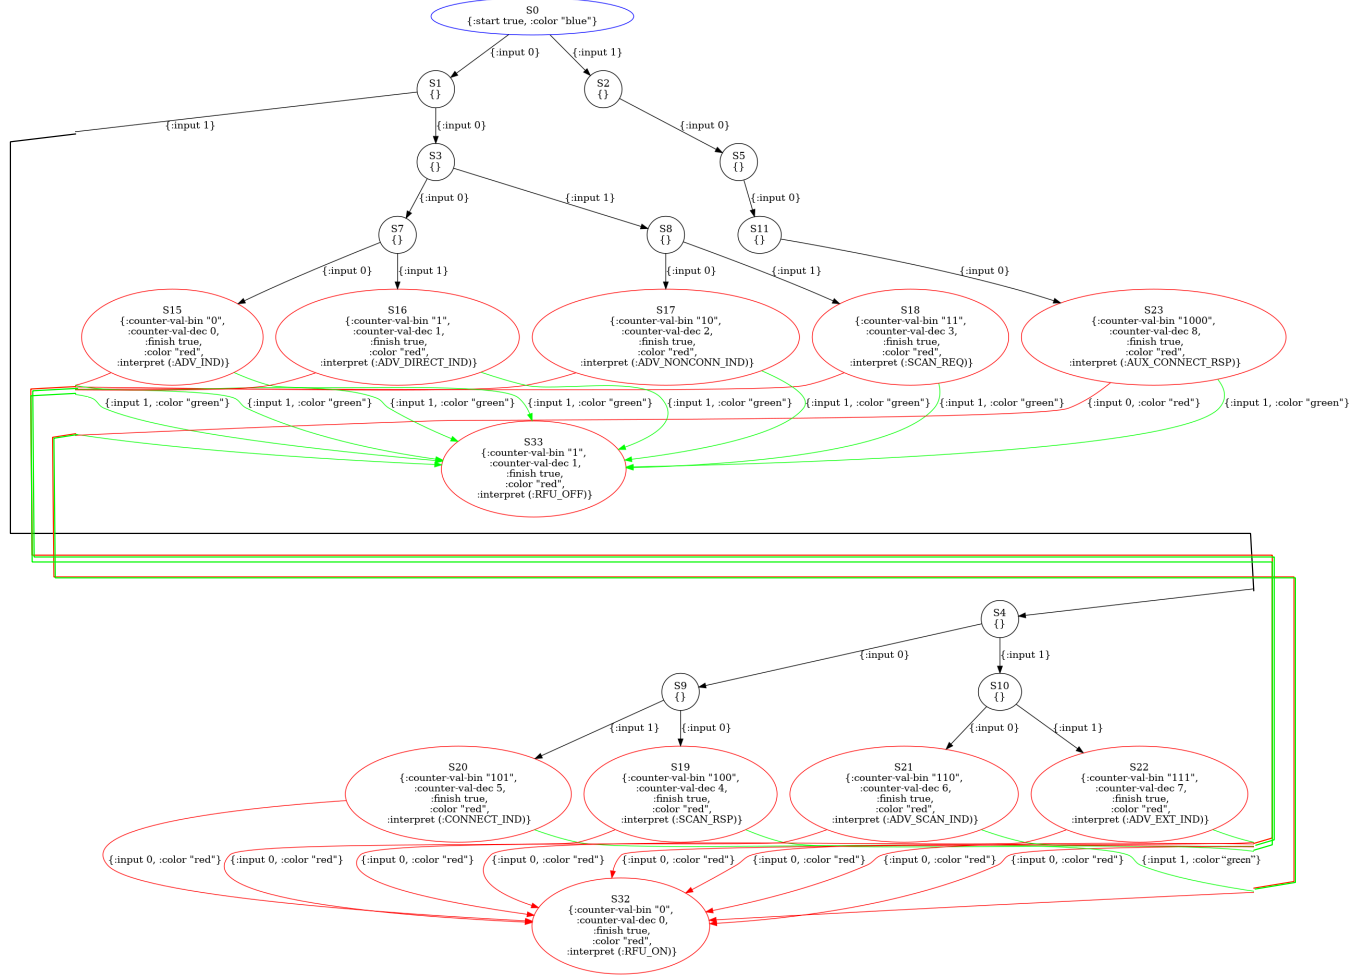 S0
{:start true, :color "blue"}
{:input 0}
{:input 1}
S1
{}
S2
{}
{:input 1}
{:input 0}
{:input 0}
S3
{}
S5
{}
{:input 0}
{:input 1}
{:input 0}
S7
{}
S8
{}
S11
{}
{:input 0}
{:input 1}
{:input 0}
{:input 1}
{:input 0}
S15
{:counter-val-bin "0",
:counter-val-dec 0,
:finish true,
:color "red",
:interpret (:ADV_IND)}
S16
{:counter-val-bin "1",
:counter-val-dec 1,
:finish true,
:color "red",
:interpret (:ADV_DIRECT_IND)}
S17
{:counter-val-bin "10",
:counter-val-dec 2,
:finish true,
:color "red",
:interpret (:ADV_NONCONN_IND)}
S18
{:counter-val-bin "11",
:counter-val-dec 3,
:finish true,
:color "red",
:interpret (:SCAN_REQ)}
S23
{:counter-val-bin "1000",
:counter-val-dec 8,
:finish true,
:color "red",
:interpret (:AUX_CONNECT_RSP)}
{:input 1, :color "green"}
{:input 1, :color "green"}
{:input 1, :color "green"}
{:input 1, :color "green"}
{:input 1, :color "green"}
{:input 1, :color "green"}
{:input 1, :color "green"}
{:input 0, :color "red"}
{:input 1, :color "green"}
S33
{:counter-val-bin "1",
:counter-val-dec 1,
:finish true,
:color "red",
:interpret (:RFU_OFF)}
S4
{}
{:input 0}
{:input 1}
S9
{}
S10
{}
{:input 1}
{:input 0}
{:input 0}
{:input 1}
S20
{:counter-val-bin "101",
:counter-val-dec 5,
:finish true,
:color "red",
:interpret (:CONNECT_IND)}
S19
{:counter-val-bin "100",
:counter-val-dec 4,
:finish true,
:color "red",
:interpret (:SCAN_RSP)}
S21
{:counter-val-bin "110",
:counter-val-dec 6,
:finish true,
:color "red",
:interpret (:ADV_SCAN_IND)}
S22
{:counter-val-bin "111",
:counter-val-dec 7,
:finish true,
:color "red",
:interpret (:ADV_EXT_IND)}
{:input 0, :color "red"}
{:input 0, :color "red"}
{:input 0, :color "red"}
{:input 0, :color "red"}
{:input 0, :color "red"}
{:input 0, :color "red"}
{:input 0, :color "red"}
{:input 0, :color "red"}
{:input 1, :color "green"}
S32
{:counter-val-bin "0",
:counter-val-dec 0,
:finish true,
:color "red",
:interpret (:RFU_ON)}